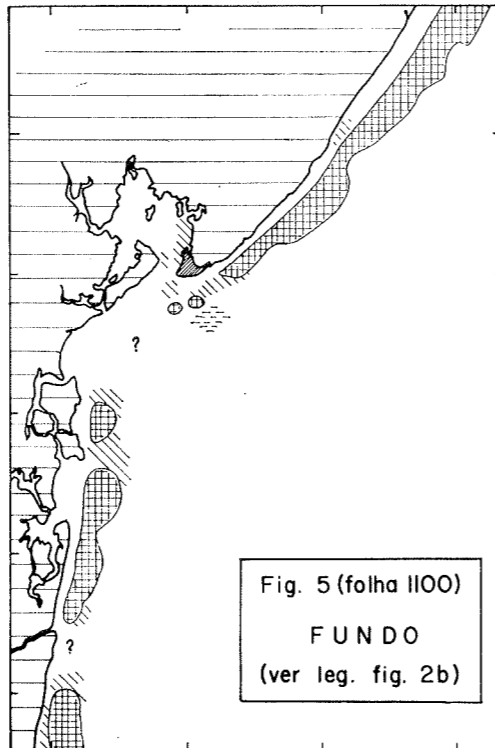 ?
?
Fig. 5 (folha 1100)
FUNDO
(ver leg. fig. 2b)